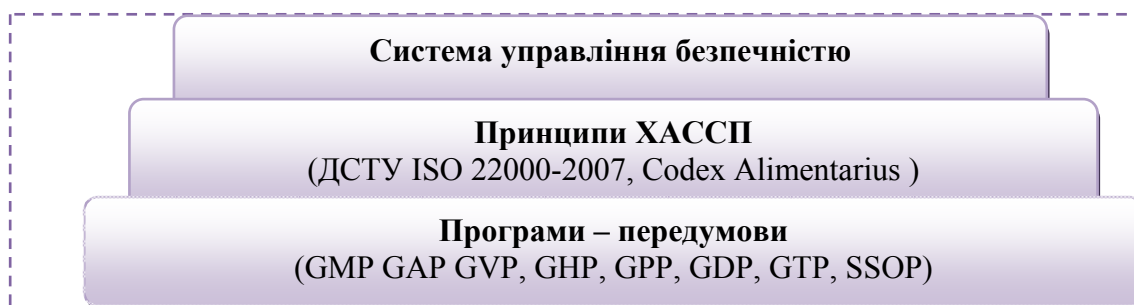 Система управління безпечністю
Принципи ХАССП
(ДСТУ ISO 22000-2007, Codex Alimentarius )
Програми – передумови
(GMP GAP GVP, GHP, GPP, GDP, GTP, SSOP)